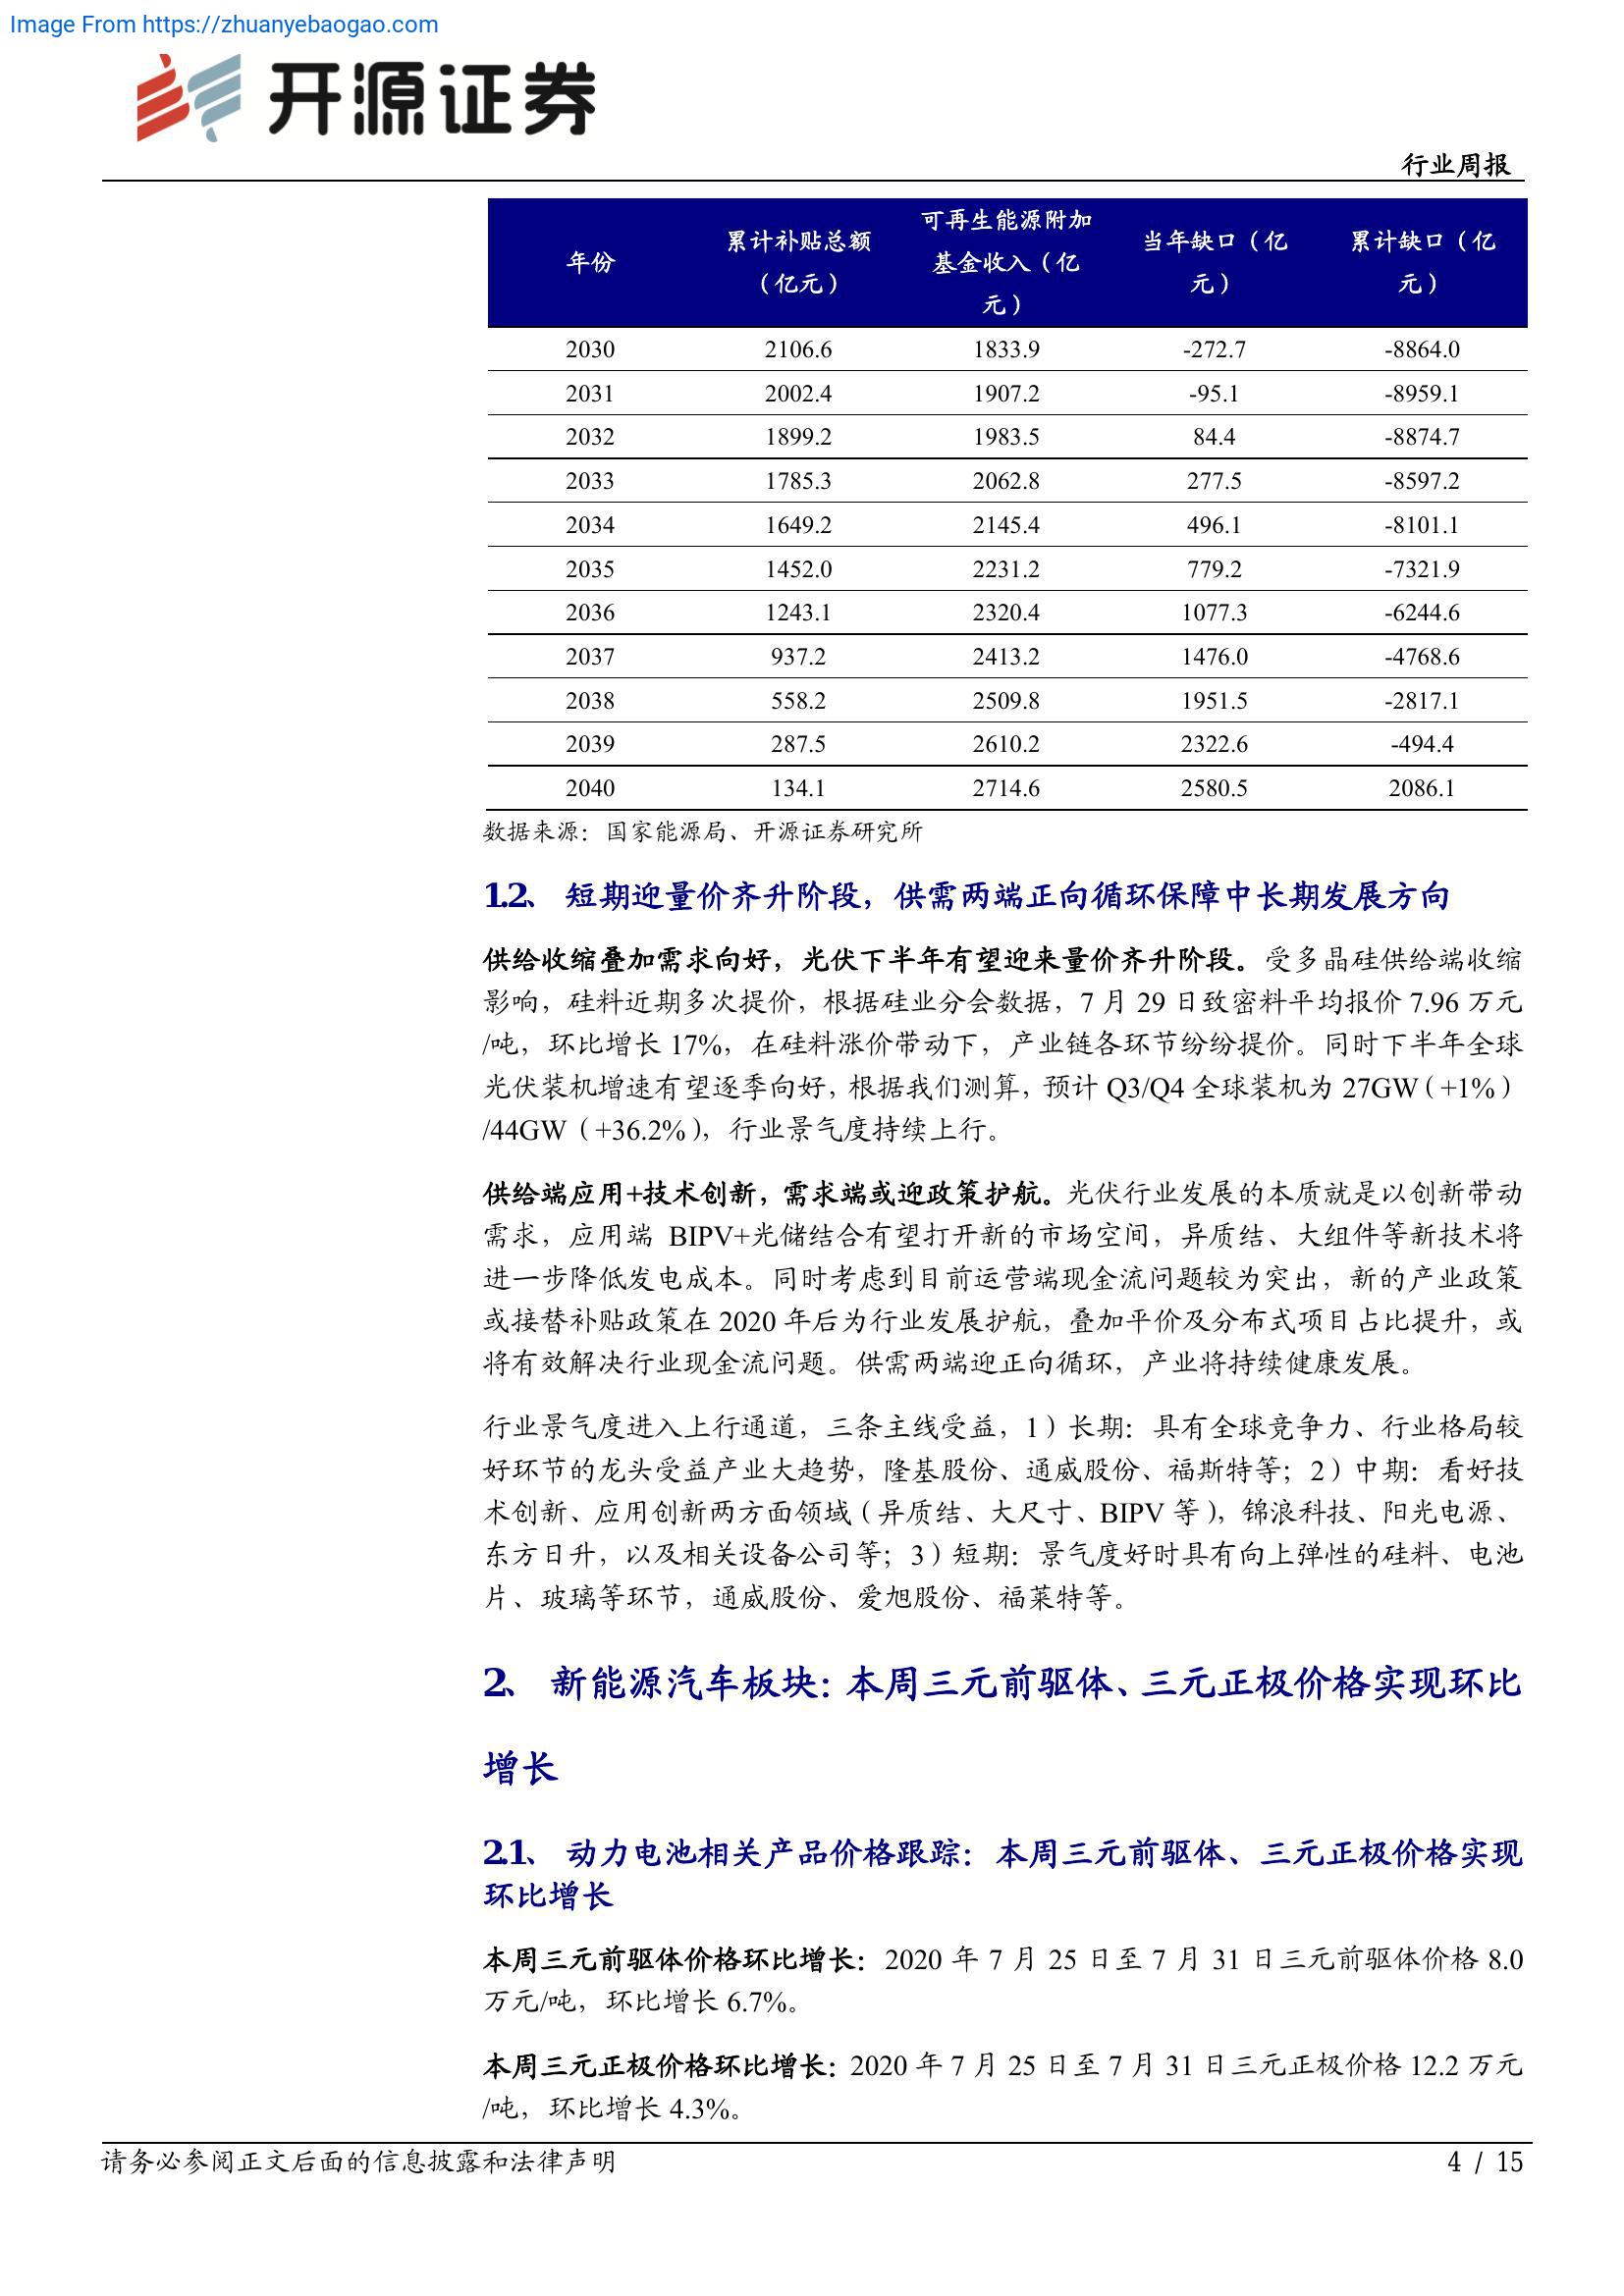 Image From https://zhuanyebaogao.com
开源证券
行业周报
年份 累计补贴总额（亿元） 可再生能源附加基金收入（亿元） 当年缺口（亿元） 累计缺口（亿元）
2030 2106.6 1833.9 -272.7 -8864.0
2031 2002.4 1907.2 -95.1 -8959.1
2032 1899.2 1983.5 84.4 -8874.7
2033 1785.3 2062.8 277.5 -8597.2
2034 1649.2 2145.4 496.1 -8101.1
2035 1452.0 2231.2 779.2 -7321.9
2036 1243.1 2320.4 1077.3 -6244.6
2037 937.2 2413.2 1476.0 -4768.6
2038 558.2 2509.8 1951.5 -2817.1
2039 287.5 2610.2 2322.6 -494.4
2040 134.1 2714.6 2580.5 2086.1
数据来源：国家能源局、开源证券研究所
1.2、 短期迎量价齐升阶段，供需两端正向循环保障中长期发展方向
供给收缩叠加需求向好，光伏下半年有望迎来量价齐升阶段。受多晶硅供给端收缩
影响，硅料近期多次提价，根据硅业分会数据，7 月 29 日致密料平均报价 7.96 万元
/吨，环比增长 17%，在硅料涨价带动下，产业链各环节纷纷提价。同时下半年全球
光伏装机增速有望逐季向好，根据我们测算，预计 Q3/Q4 全球装机为 27GW（+1%）
/44GW（+36.2%），行业景气度持续上行。
供给端应用+技术创新，需求端或迎政策护航。光伏行业发展的本质就是以创新带动
需求，应用端 BIPV+光储结合有望打开新的市场空间，异质结、大组件等新技术将
进一步降低发电成本。同时考虑到目前运营端现金流问题较为突出，新的产业政策
或接替补贴政策在 2020 年后为行业发展护航，叠加平价及分布式项目占比提升，或
将有效解决行业现金流问题。供需两端迎正向循环，产业将持续健康发展。
行业景气度进入上行通道，三条主线受益，1）长期：具有全球竞争力、行业格局较
好环节的龙头受益产业大趋势，隆基股份、通威股份、福斯特等；2）中期：看好技
术创新、应用创新两方面领域（异质结、大尺寸、BIPV 等），锦浪科技、阳光电源、
东方日升，以及相关设备公司等；3）短期：景气度好时具有向上弹性的硅料、电池
片、玻璃等环节，通威股份、爱旭股份、福莱特等。
2、 新能源汽车板块：本周三元前驱体、三元正极价格实现环比
增长
2.1、 动力电池相关产品价格跟踪：本周三元前驱体、三元正极价格实现
环比增长
本周三元前驱体价格环比增长：2020 年 7 月 25 日至 7 月 31 日三元前驱体价格 8.0
万元/吨，环比增长 6.7%。
本周三元正极价格环比增长：2020 年 7 月 25 日至 7 月 31 日三元正极价格 12.2 万元
/吨，环比增长 4.3%。
请务必参阅正文后面的信息披露和法律声明
4 / 15